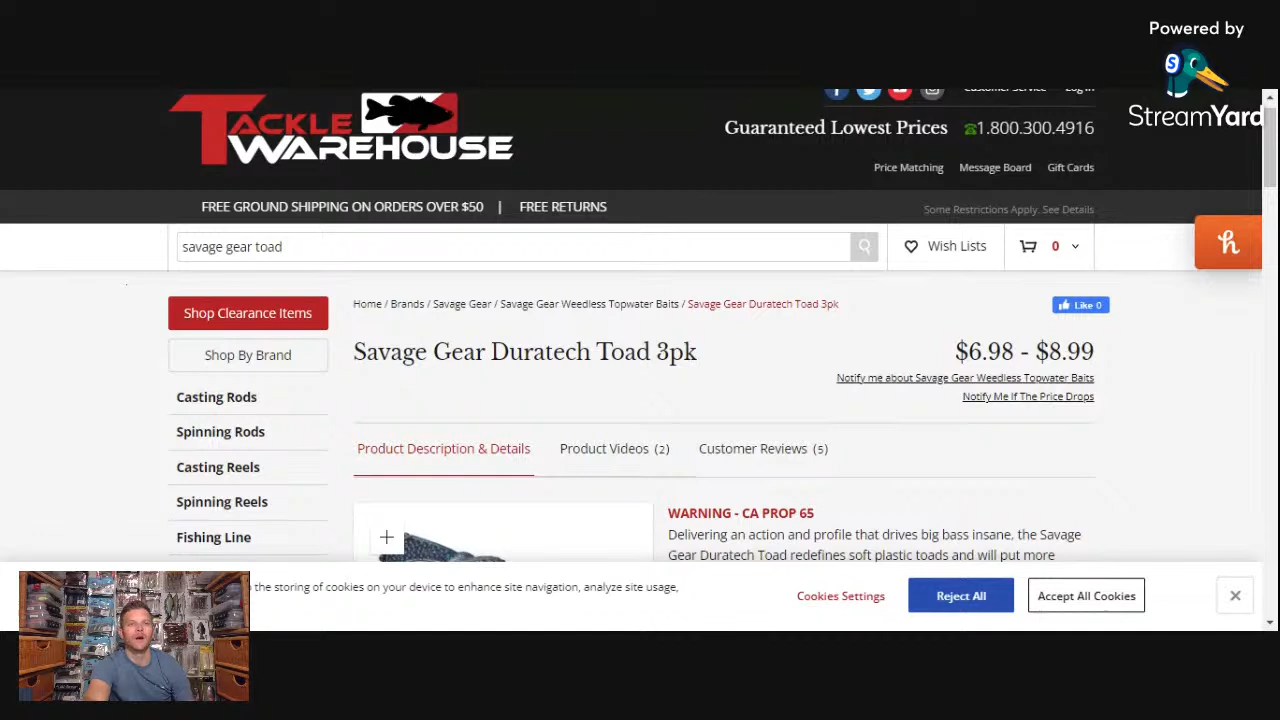 Powered by
StreamYard
TACKLE
WAREHOUSE
Customer Service
Log In
Guaranteed Lowest Prices
1.800.300.4916
Price Matching
Message Board
Gift Cards
FREE GROUND SHIPPING ON ORDERS OVER $50 | FREE RETURNS
Some Restrictions Apply. See Details
savage gear toad
Wish Lists
0
Shop Clearance Items
Shop By Brand
Casting Rods
Spinning Rods
Casting Reels
Spinning Reels
Fishing Line
Home / Brands / Savage Gear / Savage Gear Weedless Topwater Baits / Savage Gear Duratech Toad 3pk
Like 0
Savage Gear Duratech Toad 3pk
$6.98 - $8.99
Notify me about Savage Gear Weedless Topwater Baits
Notify Me If The Price Drops
Product Description & Details
Product Videos (2)
Customer Reviews (5)
WARNING - CA PROP 65
Delivering an action and profile that drives big bass insane, the Savage
Gear Duratech Toad redefines soft plastic toads and will put more
the storing of cookies on your device to enhance site navigation, analyze site usage,
Cookies Settings
Reject All
Accept All Cookies